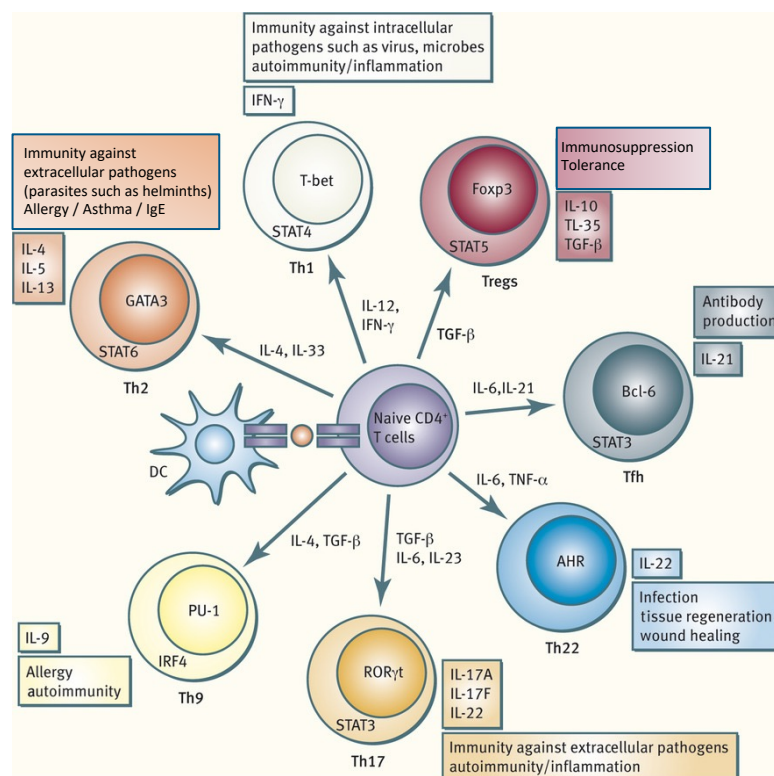 Immunity against intracellular
pathogens such as virus, microbes
autoimmunity/inflammation
IFN-γ
T-bet
STAT4
Th1
Immunosuppression
Tolerance
Foxp3
STAT5
Tregs
IL-10
TL-35
TGF-β
Immunity against
extracellular pathogens
(parasites such as helminths)
Allergy / Asthma / IgE
IL-4
IL-5
IL-13
GATA3
STAT6
Th2
IL-12,
IFN-γ
TGF-β
IL-4, IL-33
Antibody
production
IL-21
Bcl-6
STAT3
Tfh
IL-6,IL-21
Naive CD4⁺
T cells
DC
IL-6, TNF-α
AHR
Th22
IL-22
Infection
tissue regeneration
wound healing
IL-4, TGF-β
TGF-β
IL-6, IL-23
PU-1
IRF4
Th9
IL-9
Allergy
autoimmunity
RORγt
STAT3
Th17
IL-17A
IL-17F
IL-22
Immunity against extracellular pathogens
autoimmunity/inflammation